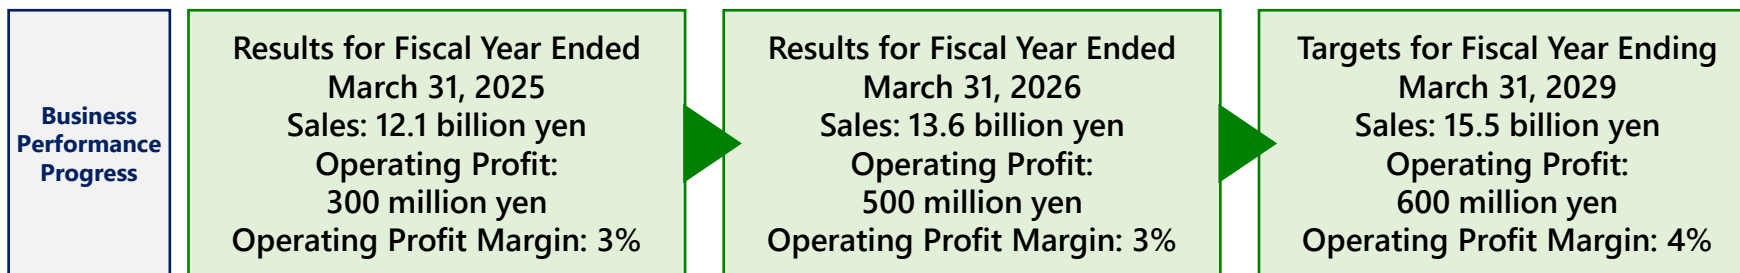 Business
Performance
Progress
Results for Fiscal Year Ended
March 31, 2025
Sales: 12.1 billion yen
Operating Profit:
300 million yen
Operating Profit Margin: 3%
Results for Fiscal Year Ended
March 31, 2026
Sales: 13.6 billion yen
Operating Profit:
500 million yen
Operating Profit Margin: 3%
Targets for Fiscal Year Ending
March 31, 2029
Sales: 15.5 billion yen
Operating Profit:
600 million yen
Operating Profit Margin: 4%